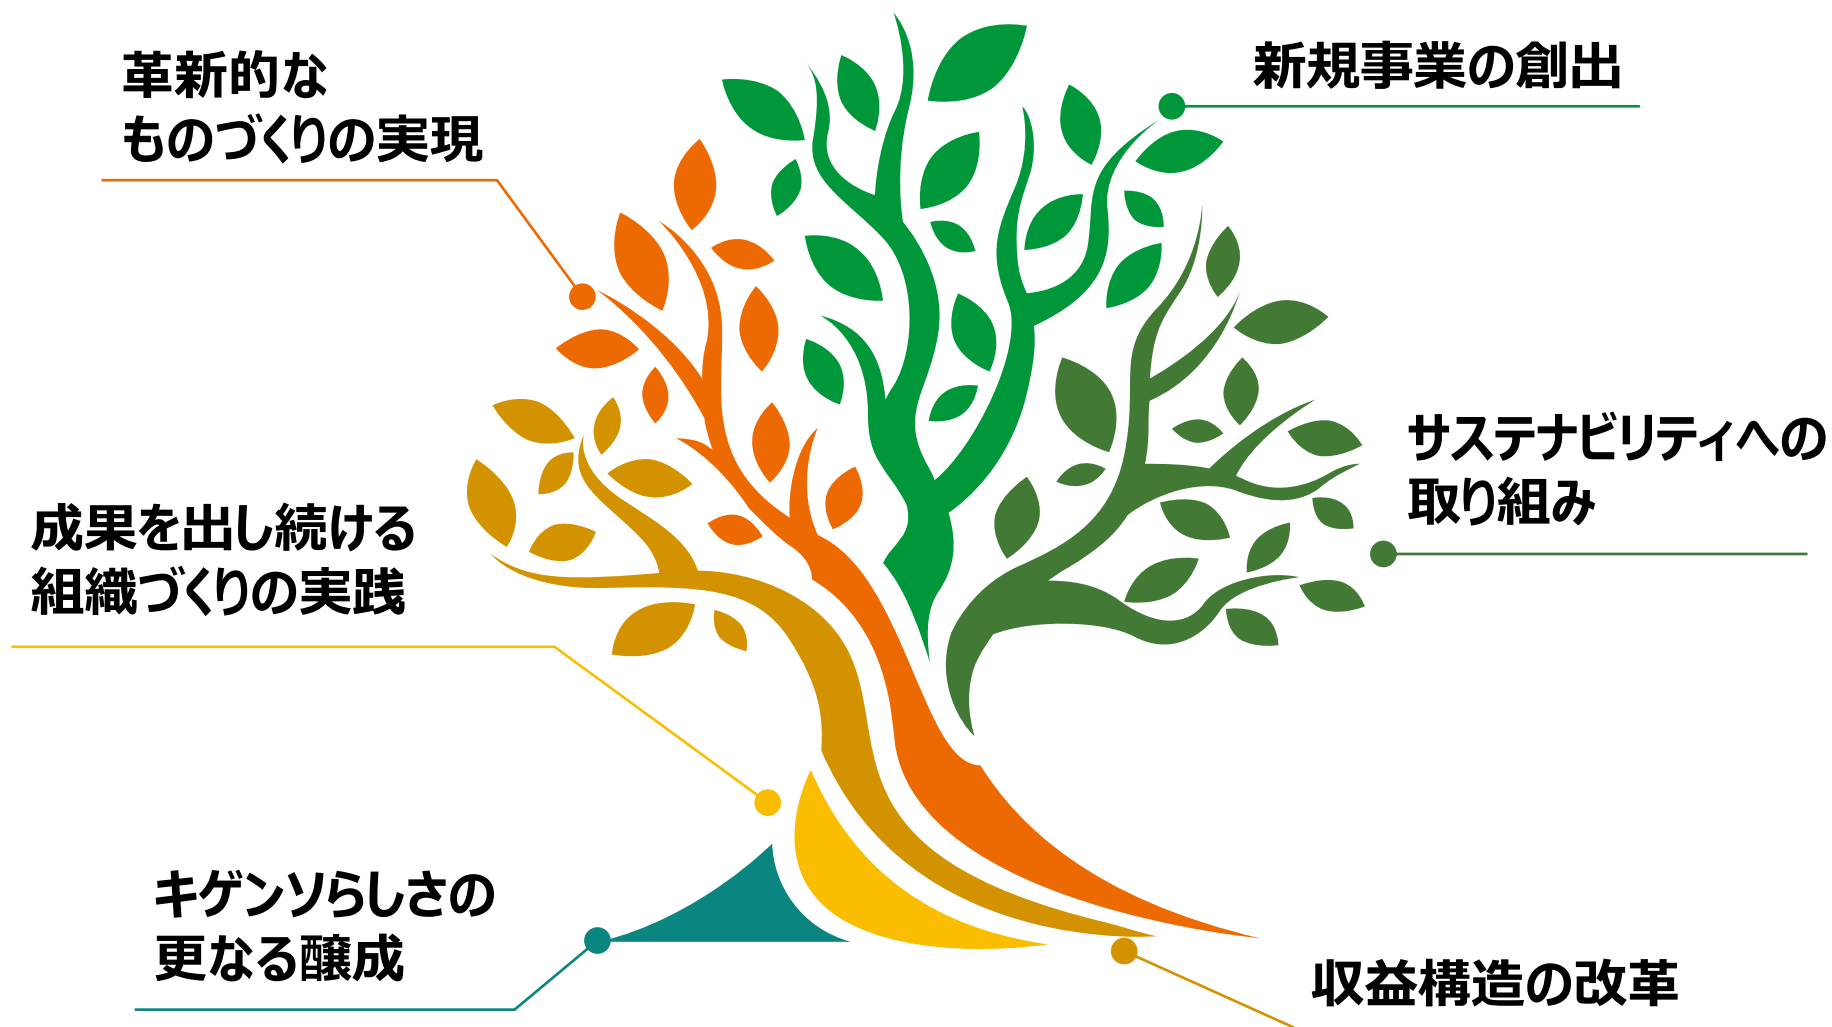 革新的な
ものづくりの実現
新規事業の創出
サステナビリティへの
取り組み
成果を出し続ける
組織づくりの実践
キゲンソらしさの
更なる醸成
収益構造の改革